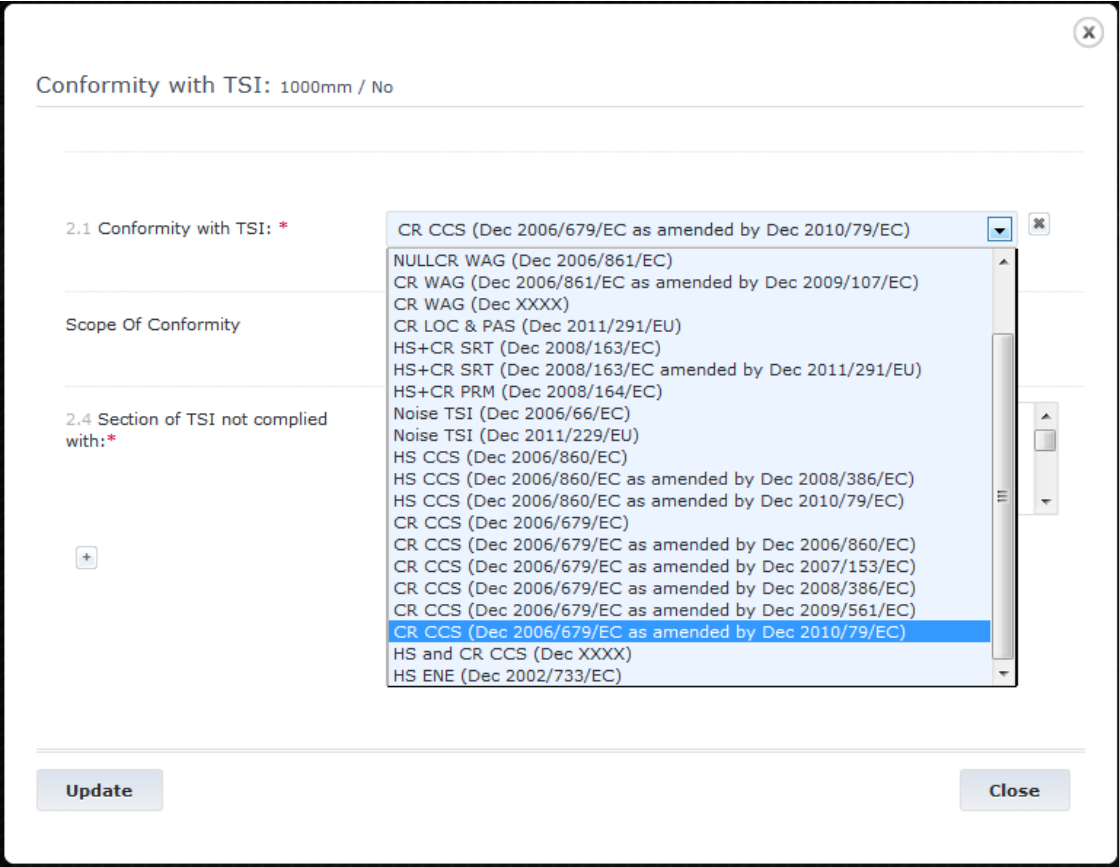 x
Conformity with TSI: 1000mm / No
2.1 Conformity with TSI: *
CR CCS (Dec 2006/679/EC as amended by Dec 2010/79/EC)
NULLCR WAG (Dec 2006/861/EC)
CR WAG (Dec 2006/861/EC as amended by Dec 2009/107/EC)
CR WAG (Dec XXXX)
CR LOC & PAS (Dec 2011/291/EU)
HS+CR SRT (Dec 2008/163/EC)
HS+CR SRT (Dec 2008/163/EC amended by Dec 2011/291/EU)
HS+CR PRM (Dec 2008/164/EC)
Noise TSI (Dec 2006/66/EC)
Noise TSI (Dec 2011/229/EU)
HS CCS (Dec 2006/860/EC)
HS CCS (Dec 2006/860/EC as amended by Dec 2008/386/EC)
HS CCS (Dec 2006/860/EC as amended by Dec 2010/79/EC)
CR CCS (Dec 2006/679/EC)
CR CCS (Dec 2006/679/EC as amended by Dec 2006/860/EC)
CR CCS (Dec 2006/679/EC as amended by Dec 2007/153/EC)
CR CCS (Dec 2006/679/EC as amended by Dec 2008/386/EC)
CR CCS (Dec 2006/679/EC as amended by Dec 2009/561/EC)
CR CCS (Dec 2006/679/EC as amended by Dec 2010/79/EC)
HS and CR CCS (Dec XXXX)
HS ENE (Dec 2002/733/EC)
Scope Of Conformity
2.4 Section of TSI not complied
with:*
+
Update
Close